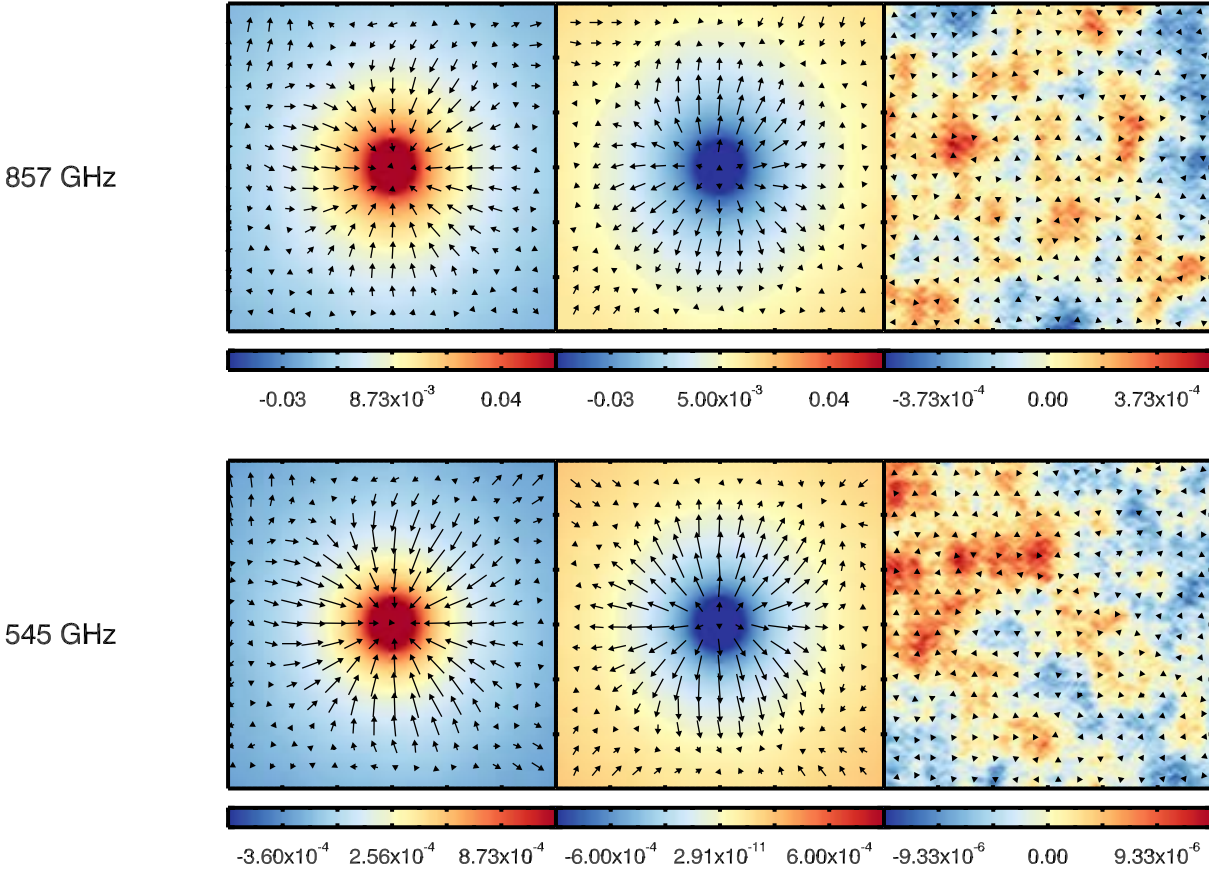 857 GHz
-0.03 8.73x10⁻³ 0.04 -0.03 5.00x10⁻³ 0.04 -3.73x10⁻⁴ 0.00 3.73x10⁻⁴
545 GHz
-3.60x10⁻⁴ 2.56x10⁻⁴ 8.73x10⁻⁴ -6.00x10⁻⁴ 2.91x10⁻¹¹ 6.00x10⁻⁴ -9.33x10⁻⁶ 0.00 9.33x10⁻⁶